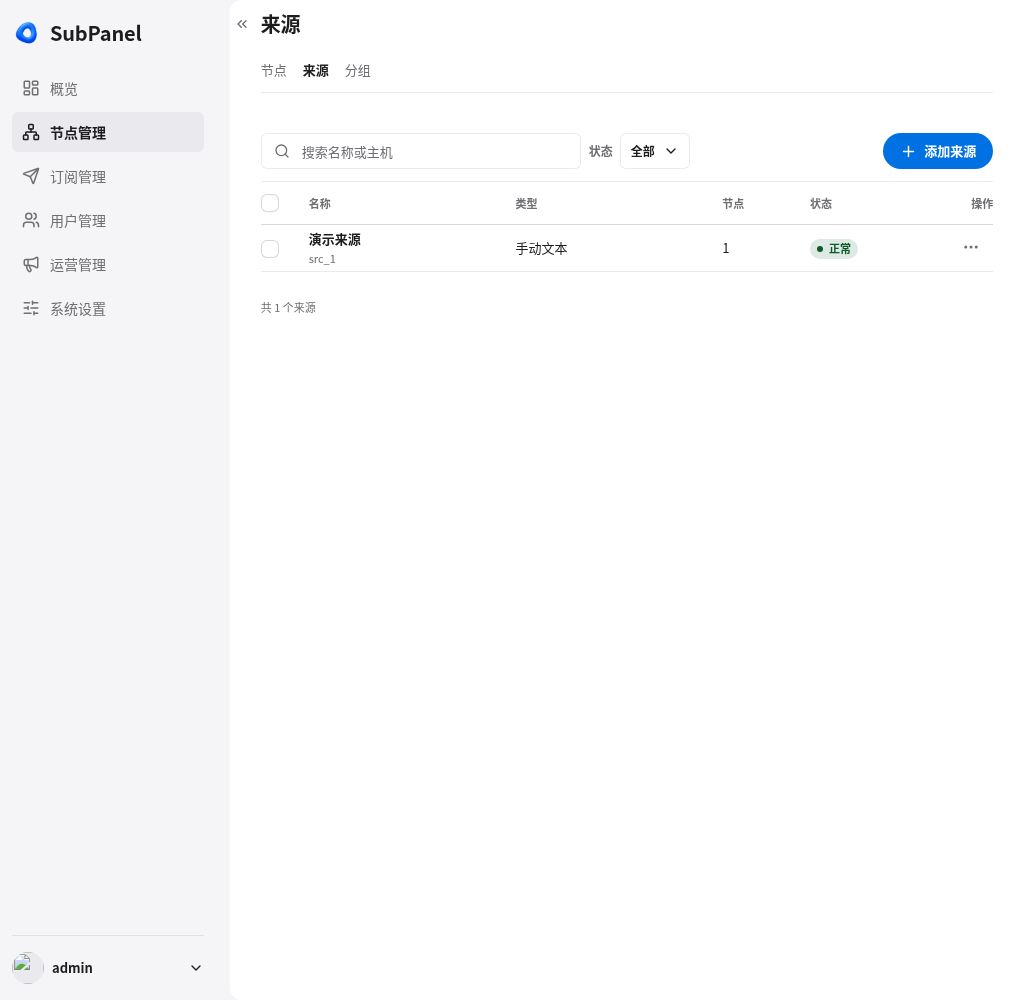 SubPanel
概览
节点管理
订阅管理
用户管理
运营管理
系统设置
admin
来源
节点 来源 分组
搜索名称或主机 状态 全部 添加来源
名称 类型 节点 状态 操作
演示来源 手动文本 1 正常
src_1
共 1 个来源